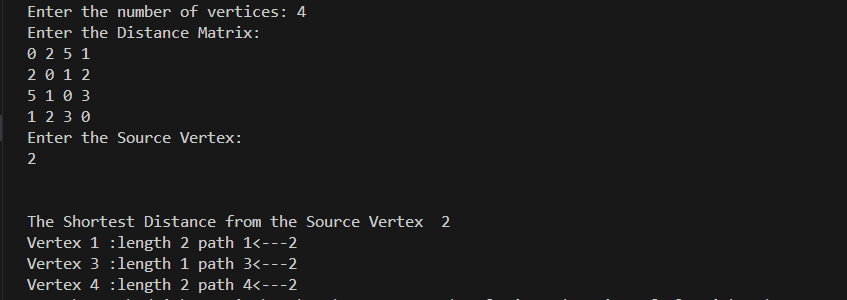 Enter the number of vertices: 4
Enter the Distance Matrix:
0 2 5 1
2 0 1 2
5 1 0 3
1 2 3 0
Enter the Source Vertex:
2
The Shortest Distance from the Source Vertex  2
Vertex 1 :length 2 path 1<---2
Vertex 3 :length 1 path 3<---2
Vertex 4 :length 2 path 4<---2